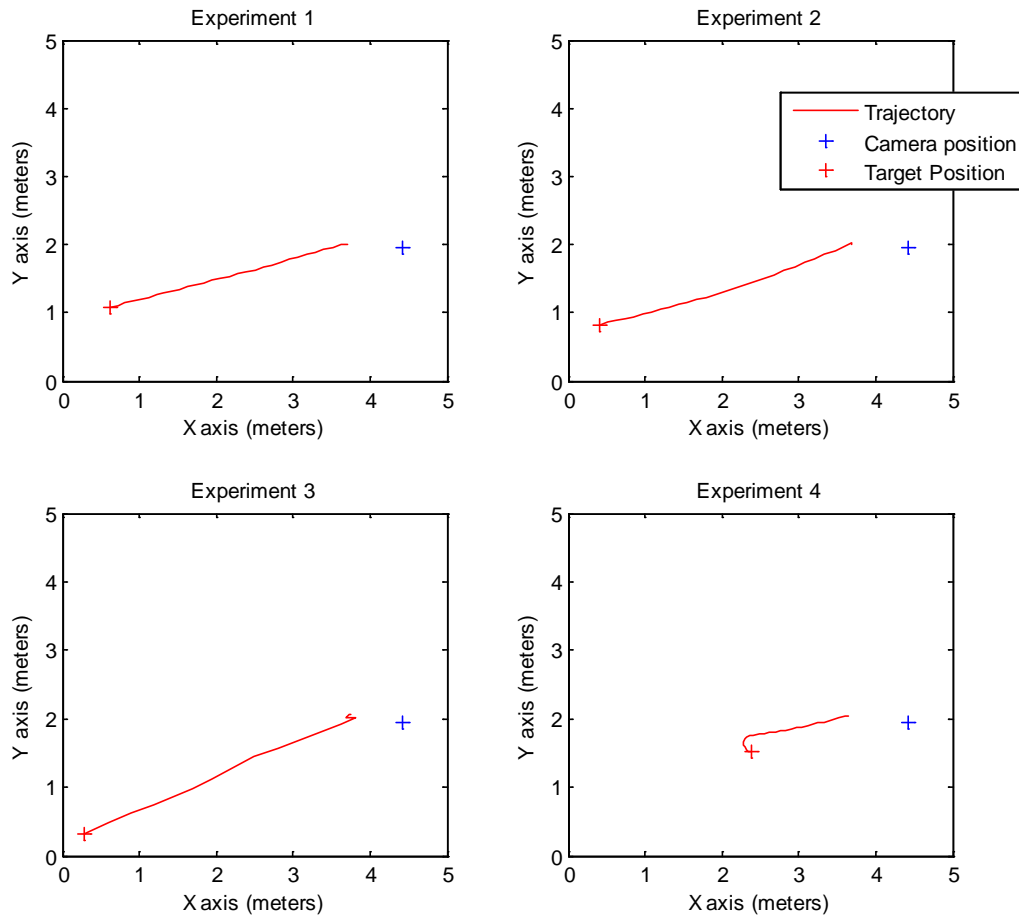 Experiment 1
5
4
3
2
1
0
0 1 2 3 4 5
Y axis (meters)
X axis (meters)
Experiment 2
5
4
3
2
1
0
0 1 2 3 4 5
Y axis (meters)
X axis (meters)
Trajectory
Camera position
Target Position
Experiment 3
5
4
3
2
1
0
0 1 2 3 4 5
Y axis (meters)
X axis (meters)
Experiment 4
5
4
3
2
1
0
0 1 2 3 4 5
Y axis (meters)
X axis (meters)